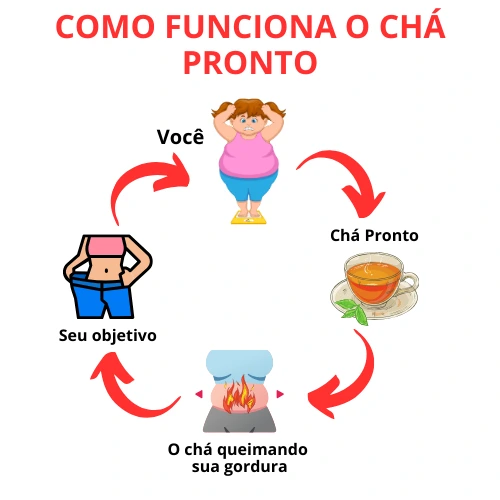 COMO FUNCIONA O CHÁ
PRONTO
Você
Chá Pronto
Seu objetivo
O chá queimando
sua gordura